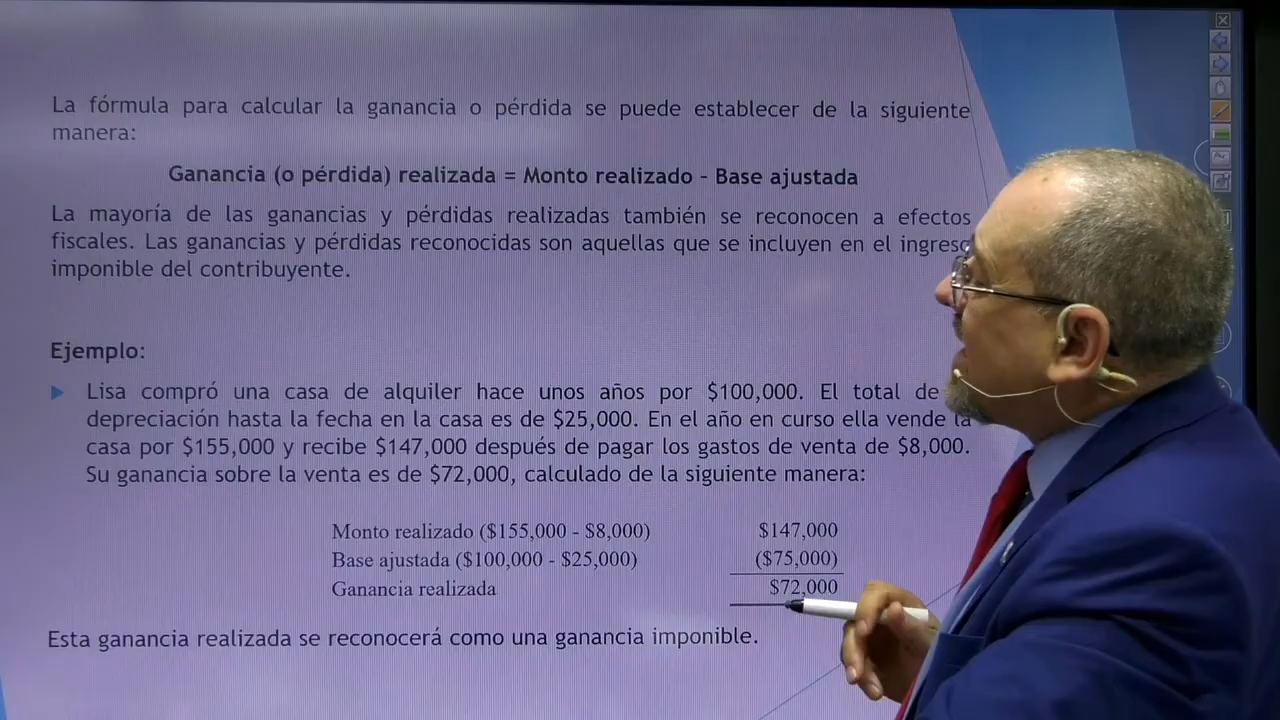 La fórmula para calcular la ganancia o pérdida se puede establecer de la siguiente
manera:
Ganancia (o pérdida) realizada = Monto realizado - Base ajustada
La mayoría de las ganancias y pérdidas realizadas también se reconocen a efectos
fiscales. Las ganancias y pérdidas reconocidas son aquellas que se incluyen en el ingreso
imponible del contribuyente.
Ejemplo:
Lisa compró una casa de alquiler hace unos años por $100,000. El total de
depreciación hasta la fecha en la casa es de $25,000. En el año en curso ella vende la
casa por $155,000 y recibe $147,000 después de pagar los gastos de venta de $8,000.
Su ganancia sobre la venta es de $72,000, calculado de la siguiente manera:
Monto realizado ($155,000 - $8,000) $147,000
Base ajustada ($100,000 - $25,000) ($75,000)
Ganancia realizada $72,000
Esta ganancia realizada se reconocerá como una ganancia imponible.